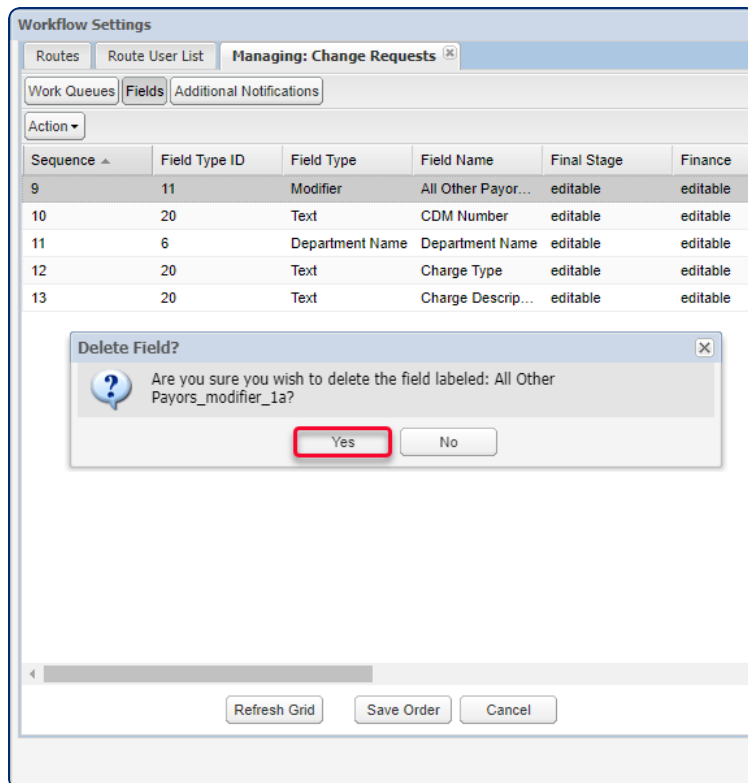 Workflow Settings
Routes Route User List Managing: Change Requests
Work Queues Fields Additional Notifications
Action
Sequence Field Type ID Field Type Field Name Final Stage Finance
9 11 Modifier All Other Payor... editable editable
10 20 Text CDM Number editable editable
11 6 Department Name Department Name editable editable
12 20 Text Charge Type editable editable
13 20 Text Charge Descrip... editable editable
Delete Field?
Are you sure you wish to delete the field labeled: All Other
Payors_modifier_1a?
Yes No
Refresh Grid Save Order Cancel